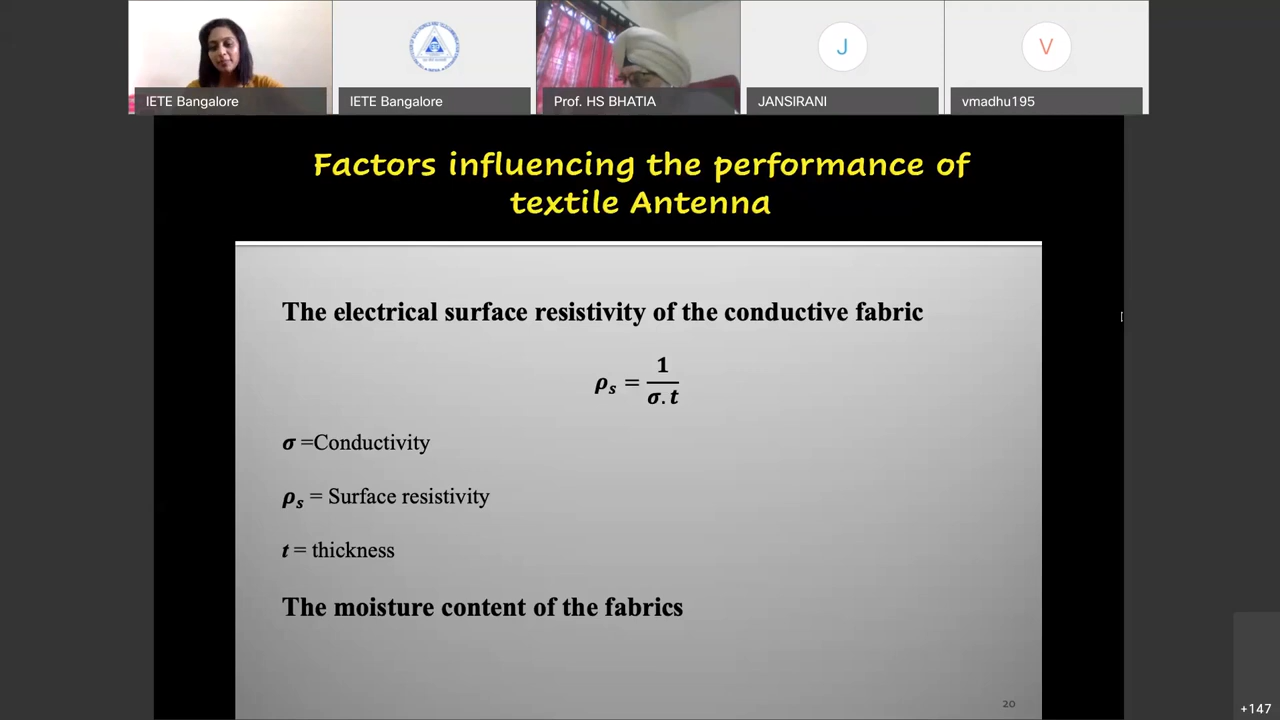 IETE Bangalore
IETE Bangalore
Prof. HS BHATIA
J
JANSIRANI
V
vmadhu195
Factors influencing the performance of
textile Antenna
The electrical surface resistivity of the conductive fabric
ρₛ = 1/σ.t
σ =Conductivity
ρₛ = Surface resistivity
t = thickness
The moisture content of the fabrics
20
+147